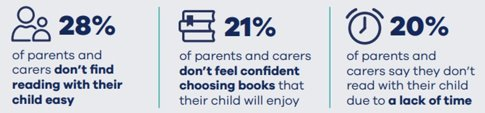 28%
of parents and
carers don't find
reading with their
child easy
21%
of parents and carers
don't feel confident
choosing books that
their child will enjoy
20%
of parents and
carers say they don't
read with their child
due to a lack of time